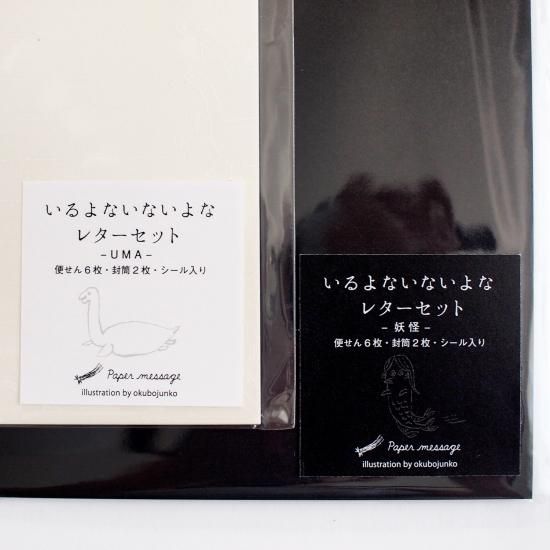 いるよないないよな
レターセット
–UMA–
便せん6枚・封筒2枚・シール入り
Paper message
illustration by okubojunko
いるよないないよな
レターセット
–妖怪–
便せん6枚・封筒2枚・シール入り
Paper message
illustration by okubojunko